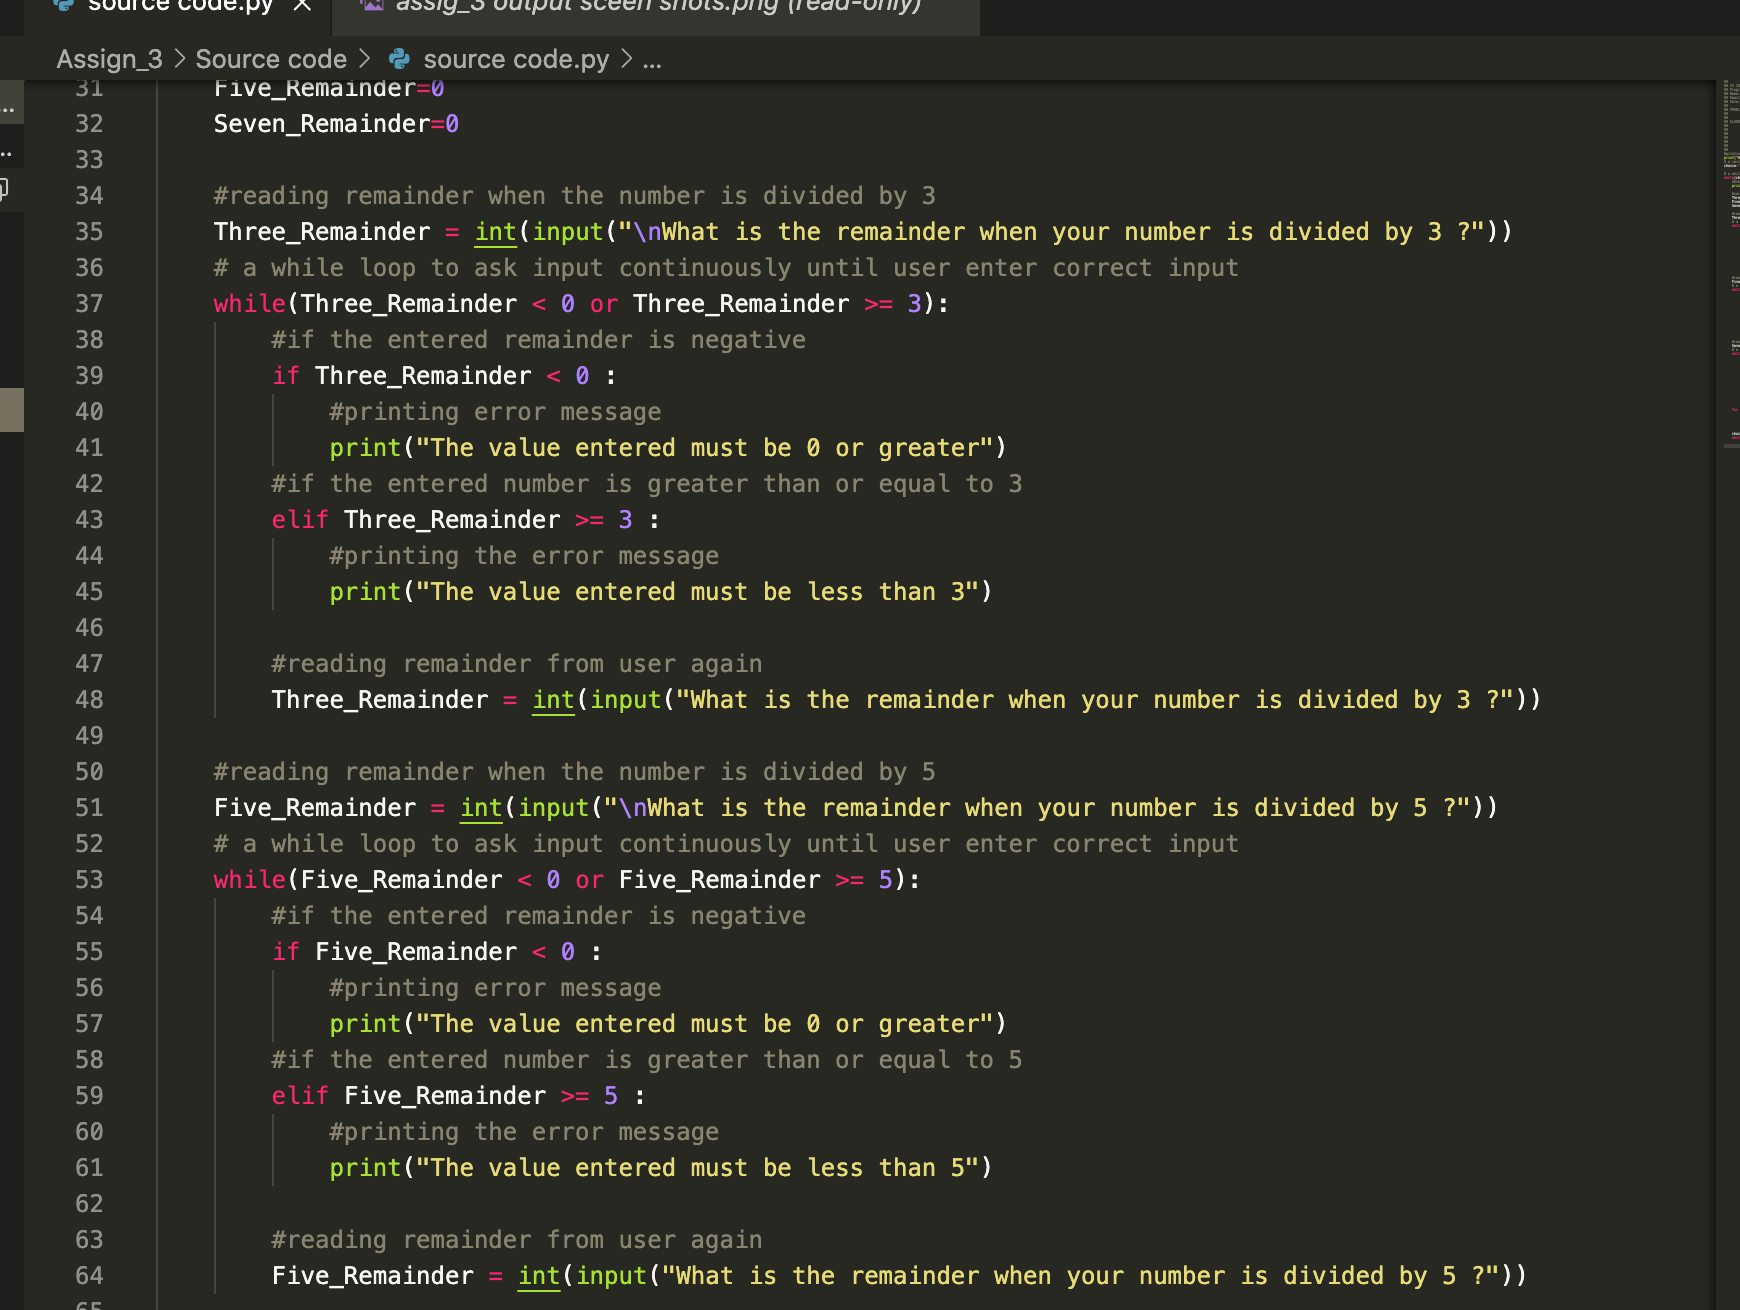 source code.py
assig_3 output sceen shots.png (read-only)
Assign_3 > Source code > source code.py > ...
31 Five_Remainder=0
32 Seven_Remainder=0
33
34 #reading remainder when the number is divided by 3
35 Three_Remainder = int(input("\nWhat is the remainder when your number is divided by 3 ?"))
36 # a while loop to ask input continuously until user enter correct input
37 while(Three_Remainder < 0 or Three_Remainder >= 3):
38 #if the entered remainder is negative
39 if Three_Remainder < 0 :
40 #printing error message
41 print("The value entered must be 0 or greater")
42 #if the entered number is greater than or equal to 3
43 elif Three_Remainder >= 3 :
44 #printing the error message
45 print("The value entered must be less than 3")
46
47 #reading remainder from user again
48 Three_Remainder = int(input("What is the remainder when your number is divided by 3 ?"))
49
50 #reading remainder when the number is divided by 5
51 Five_Remainder = int(input("\nWhat is the remainder when your number is divided by 5 ?"))
52 # a while loop to ask input continuously until user enter correct input
53 while(Five_Remainder < 0 or Five_Remainder >= 5):
54 #if the entered remainder is negative
55 if Five_Remainder < 0 :
56 #printing error message
57 print("The value entered must be 0 or greater")
58 #if the entered number is greater than or equal to 5
59 elif Five_Remainder >= 5 :
60 #printing the error message
61 print("The value entered must be less than 5")
62
63 #reading remainder from user again
64 Five_Remainder = int(input("What is the remainder when your number is divided by 5 ?"))
65